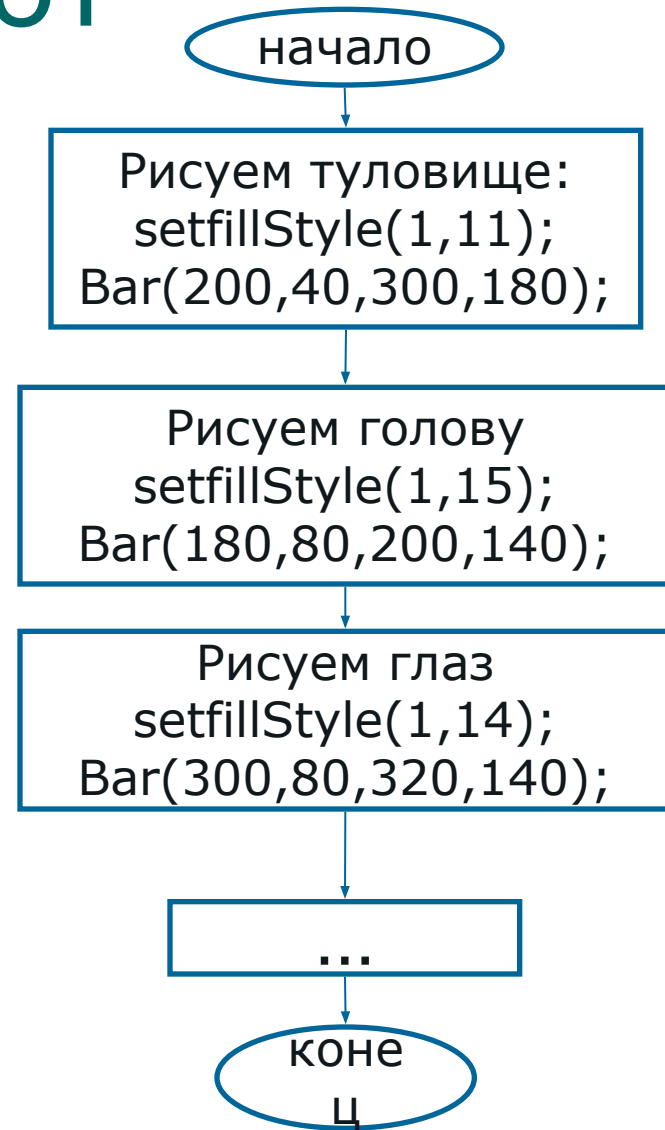 начало
Рисуем туловище:
setfillStyle(1,11);
Bar(200,40,300,180);
Рисуем голову
setfillStyle(1,15);
Bar(180,80,200,140);
Рисуем глаз
setfillStyle(1,14);
Bar(300,80,320,140);
...
коне
ц